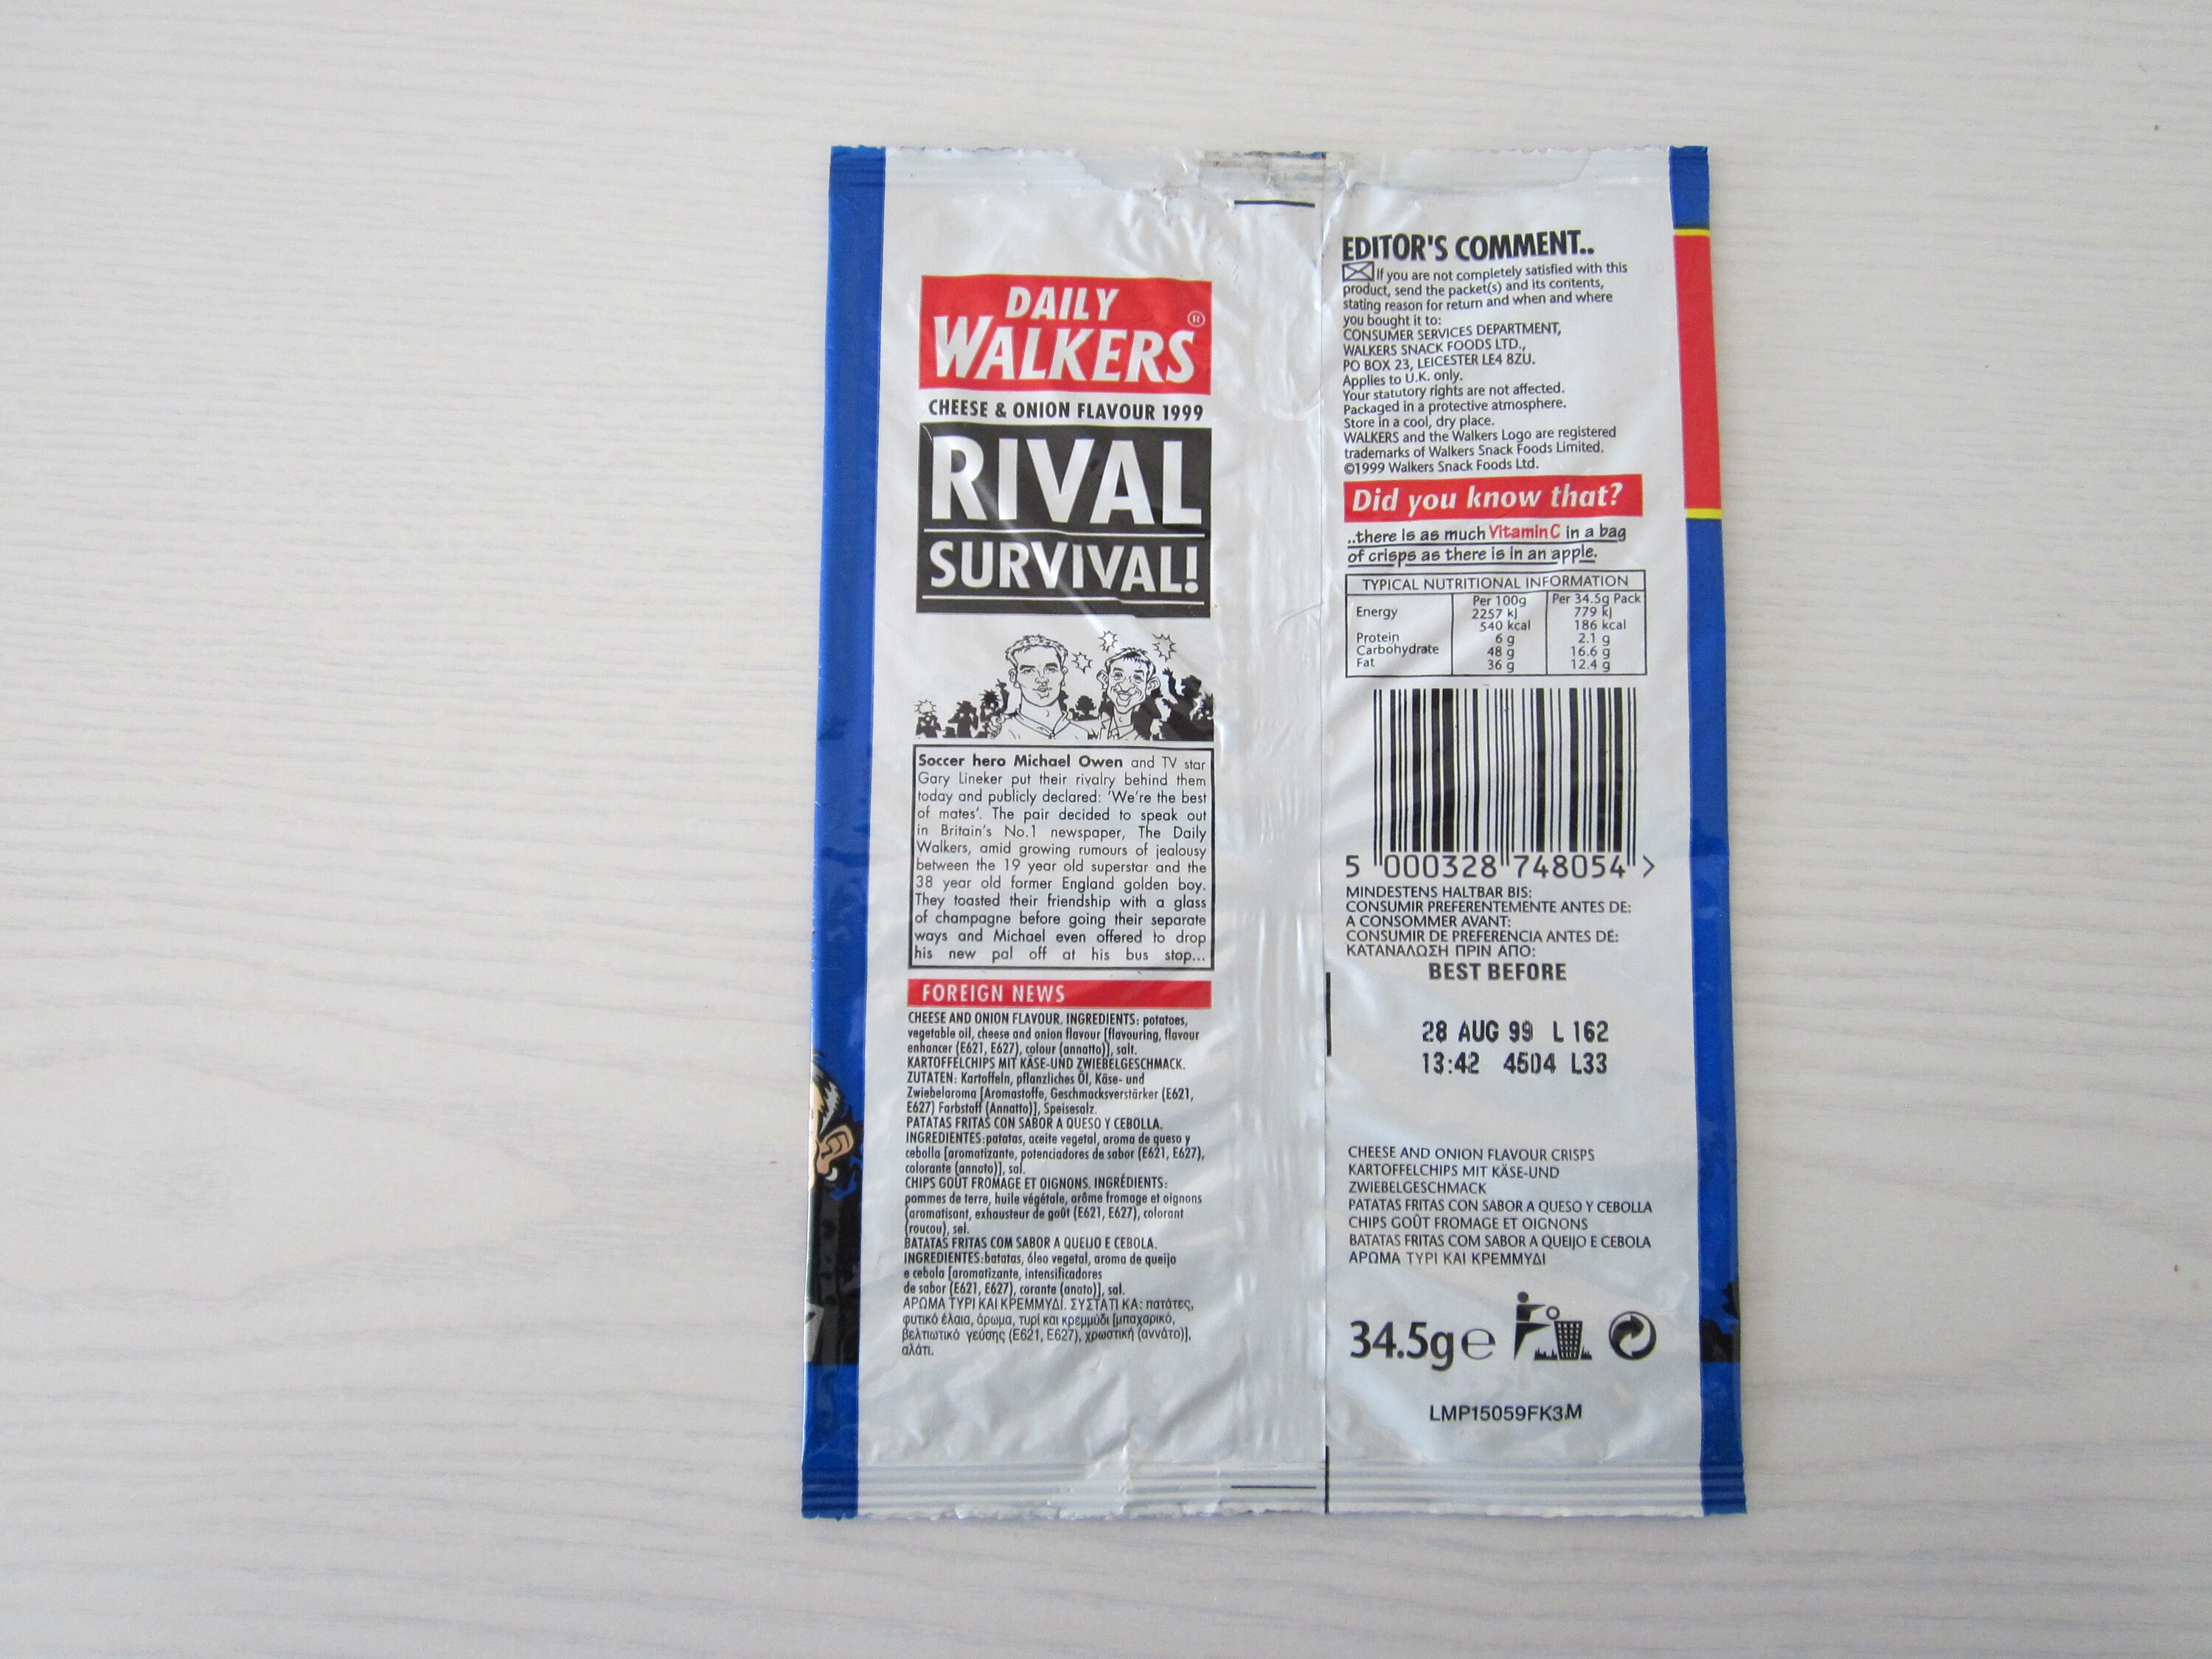 DAILY
WALKERS®
CHEESE & ONION FLAVOUR 1999
RIVAL
SURVIVAL!
Soccer hero Michael Owen and TV star
Gary Lineker put their rivalry behind them
today and publicly declared: 'We're the best
of mates'. The pair decided to speak out
in Britain's No.1 newspaper, The Daily
Walkers, amid growing rumours of jealousy
between the 19 year old superstar and the
38 year old former England golden boy.
They toasted their friendship with a glass
of champagne before going their separate
ways and Michael even offered to drop
his new pal off at his bus stop...
FOREIGN NEWS
CHEESE AND ONION FLAVOUR. INGREDIENTS: potatoes,
vegetable oil, cheese and onion flavour [flavouring, flavour
enhancer (E621, E627), colour (annatto)], salt.
KARTOFFELCHIPS MIT KÄSE-UND ZWIEBELGESCHMACK.
ZUTATEN: Kartoffeln, pflanzliches Öl, Käse- und
Zwiebelaroma [Aromastoffe, Geschmacksverstärker (E621,
E627) Farbstoff (Annatto)], Speisesalz.
PATATAS FRITAS CON SABOR A QUESO Y CEBOLLA.
INGREDIENTES:patatas, aceite vegetal, aroma de queso y
cebolla [aromatizante, potenciadores de sabor (E621, E627),
colorante (annato)], sal.
CHIPS GOÛT FROMAGE ET OIGNONS. INGRÉDIENTS:
pommes de terre, huile végétale, arôme fromage et oignons
(aromatisant, exhausteur de goût (E621, E627), colorant
(roucou), sel.
BATATAS FRITAS COM SABOR A QUEIJO E CEBOLA.
INGREDIENTES:batatas, óleo vegetal, aroma de queijo
e cebola [aromatizante, intensificadores
de sabor (E621, E627), corante (anato)], sal.
ΑΡΩΜΑ ΤΥΡΙ ΚΑΙ ΚΡΕΜΜΥΔΙ. ΣΥΣΤΑΤΙ ΚΑ: πατάτες,
φυτικό έλαια, άρωμα, τυρί και κρεμμύδι [μπαχαρικό,
βελτιωτικό γεύσης (E621, E627), χρωστική (αννάτο)],
αλάτι.
EDITOR'S COMMENT..
If you are not completely satisfied with this
product, send the packet(s) and its contents,
stating reason for return and when and where
you bought it to:
CONSUMER SERVICES DEPARTMENT,
WALKERS SNACK FOODS LTD.,
PO BOX 23, LEICESTER LE4 8ZU.
Applies to U.K. only.
Your statutory rights are not affected.
Packaged in a protective atmosphere.
Store in a cool, dry place.
WALKERS and the Walkers Logo are registered
trademarks of Walkers Snack Foods Limited.
©1999 Walkers Snack Foods Ltd.
Did you know that?
..there is as much Vitamin C in a bag
of crisps as there is in an apple.
TYPICAL NUTRITIONAL INFORMATION
Per 100g Per 34.5g Pack
Energy 2257 kJ 779 kJ
540 kcal 186 kcal
Protein 6 g 2.1 g
Carbohydrate 48 g 16.6 g
Fat 36 g 12.4 g
5 000328 748054 >
MINDESTENS HALTBAR BIS:
CONSUMIR PREFERENTEMENTE ANTES DE:
A CONSOMMER AVANT:
CONSUMIR DE PREFERENCIA ANTES DE:
ΚΑΤΑΝΑΛΩΣΗ ΠΡΙΝ ΑΠΟ:
BEST BEFORE
28 AUG 99 L 162
13:42 4504 L33
CHEESE AND ONION FLAVOUR CRISPS
KARTOFFELCHIPS MIT KÄSE-UND
ZWIEBELGESCHMACK
PATATAS FRITAS CON SABOR A QUESO Y CEBOLLA
CHIPS GOÛT FROMAGE ET OIGNONS
BATATAS FRITAS COM SABOR A QUEIJO E CEBOLA
ΑΡΩΜΑ ΤΥΡΙ ΚΑΙ ΚΡΕΜΜΥΔΙ
34.5g e
LMP15059FK3M